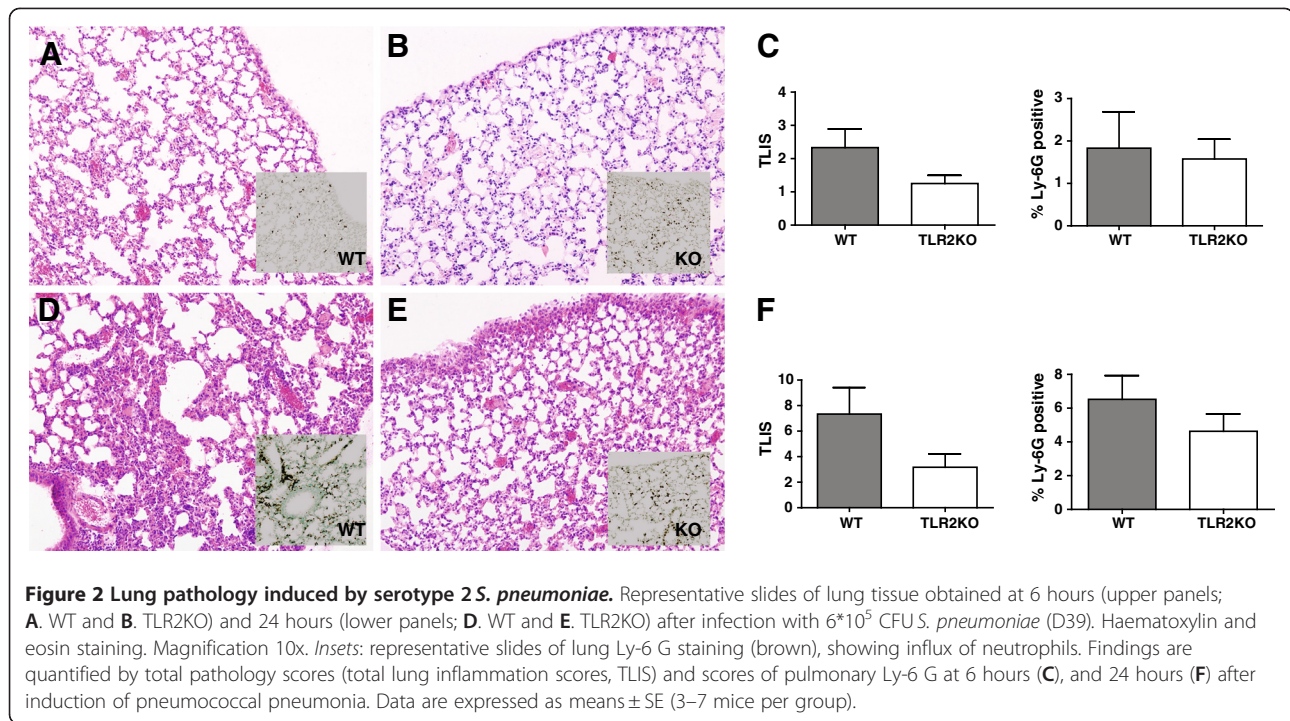 A
B
C
WT
KO
4
3
2
1
0
TLIS
WT
TLR2KO
3
2
1
0
% Ly-6G positive
WT
TLR2KO
D
E
F
WT
KO
10
8
6
4
2
0
TLIS
WT
TLR2KO
8
6
4
2
0
% Ly-6G positive
WT
TLR2KO
Figure 2 Lung pathology induced by serotype 2 S. pneumoniae. Representative slides of lung tissue obtained at 6 hours (upper panels;
A. WT and B. TLR2KO) and 24 hours (lower panels; D. WT and E. TLR2KO) after infection with 6*10⁵ CFU S. pneumoniae (D39). Haematoxylin and
eosin staining. Magnification 10x. Insets: representative slides of lung Ly-6 G staining (brown), showing influx of neutrophils. Findings are
quantified by total pathology scores (total lung inflammation scores, TLIS) and scores of pulmonary Ly-6 G at 6 hours (C), and 24 hours (F) after
induction of pneumococcal pneumonia. Data are expressed as means ± SE (3–7 mice per group).